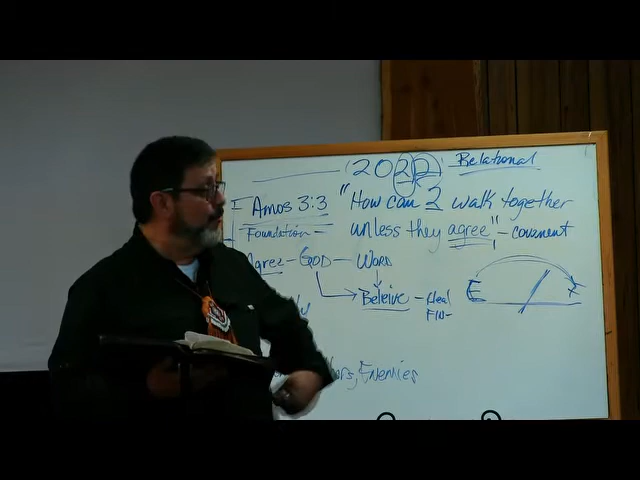 2022 Relational
I Amos 3:3 "How can 2 walk together
Foundation - unless they agree" - covenant
Agree - GOD - WORD
Beleive - Heal
E F
Enemies